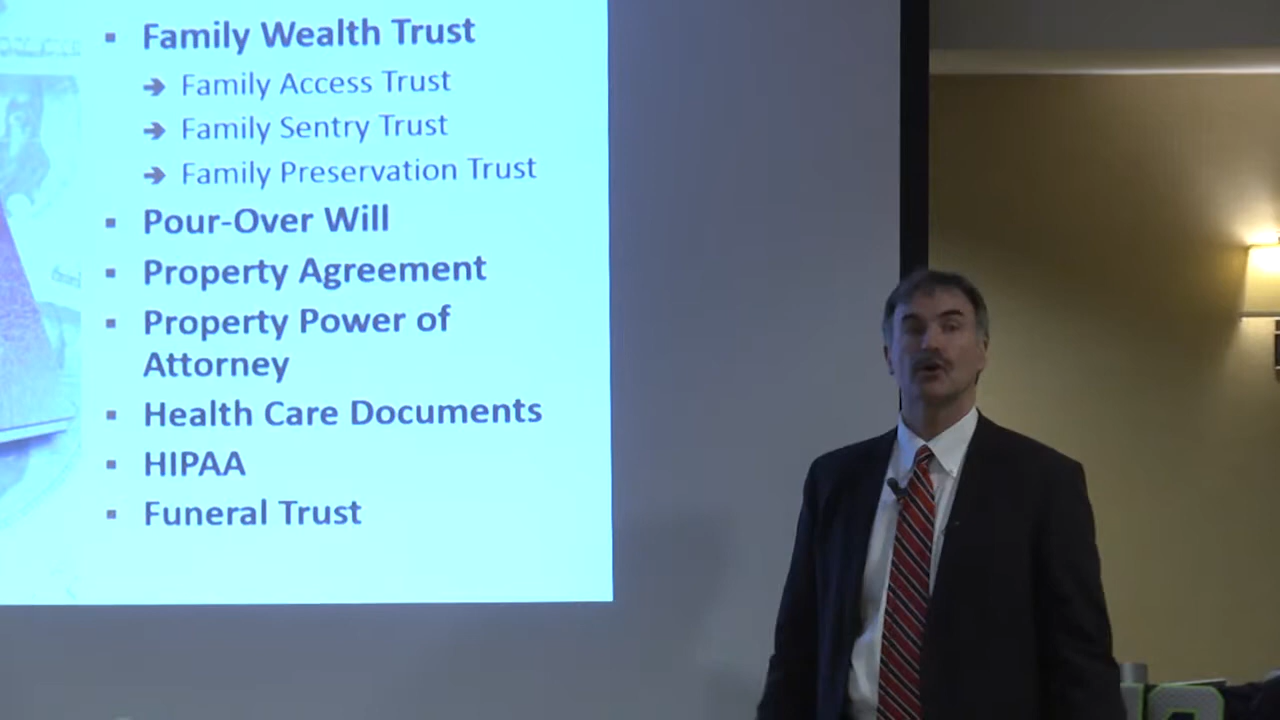 ▪ Family Wealth Trust
➔ Family Access Trust
➔ Family Sentry Trust
➔ Family Preservation Trust
▪ Pour-Over Will
▪ Property Agreement
▪ Property Power of
Attorney
▪ Health Care Documents
▪ HIPAA
▪ Funeral Trust